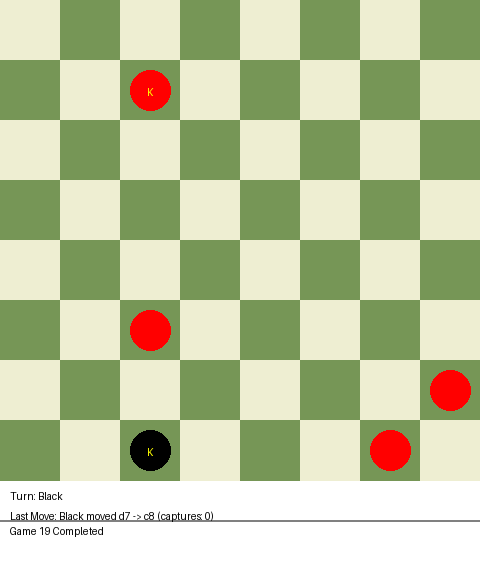 K
K
Turn: Black
Last Move: Black moved d7 -> c8 (captures: 0)
Game 19 Completed